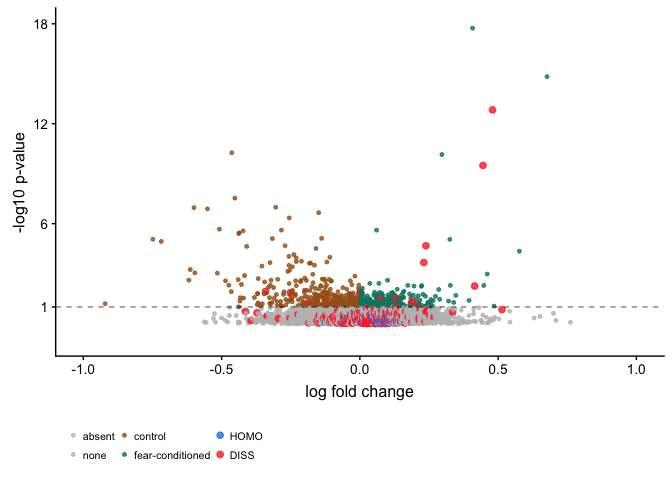 18
12
6
1
-log10 p-value
-1.0 -0.5 0.0 0.5 1.0
log fold change
absent control HOMO
none fear-conditioned DISS